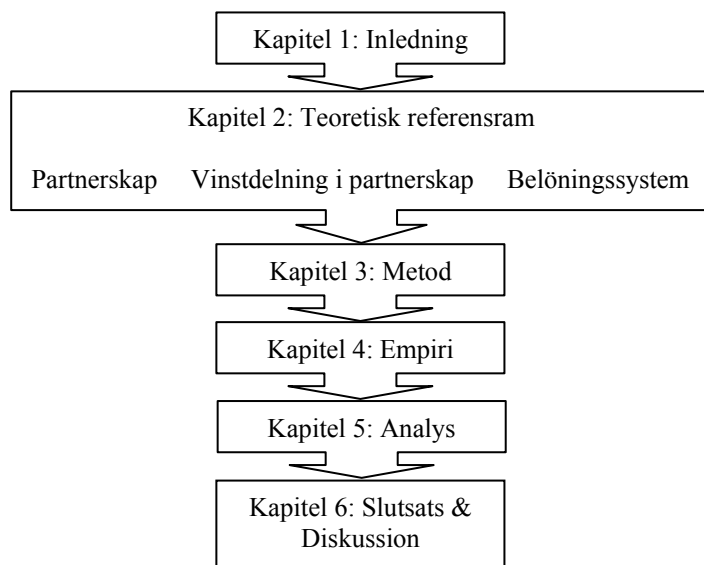 Kapitel 1: Inledning
Kapitel 2: Teoretisk referensram
Partnerskap Vinstdelning i partnerskap Belöningssystem
Kapitel 3: Metod
Kapitel 4: Empiri
Kapitel 5: Analys
Kapitel 6: Slutsats &
Diskussion